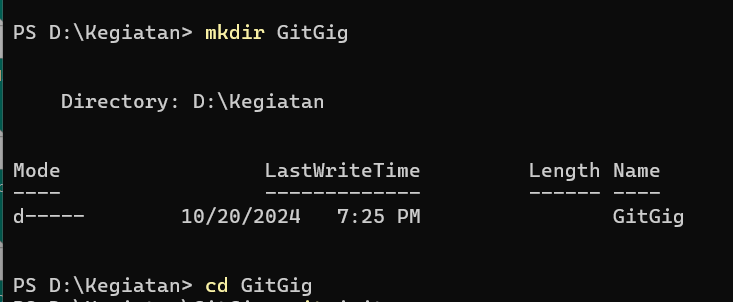 PS D:\Kegiatan> mkdir GitGig
Directory: D:\Kegiatan
Mode LastWriteTime Length Name
---- ------------- ------ ----
d----- 10/20/2024 7:25 PM GitGig
PS D:\Kegiatan> cd GitGig